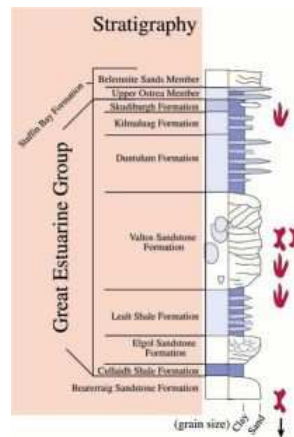 Stratigraphy
Belemnite Sands Member
Upper Ostrea Member
Staffin Bay Formation
Skudiburgh Formation
Kilmaluag Formation
Duntulum Formation
Great Estuarine Group
Valtos Sandstone
Formation
Lealt Shale Formation
Elgol Sandstone
Formation
Cullaidh Shale Formation
Bearreraig Sandstone Formation
(grain size)
Clay
Sand